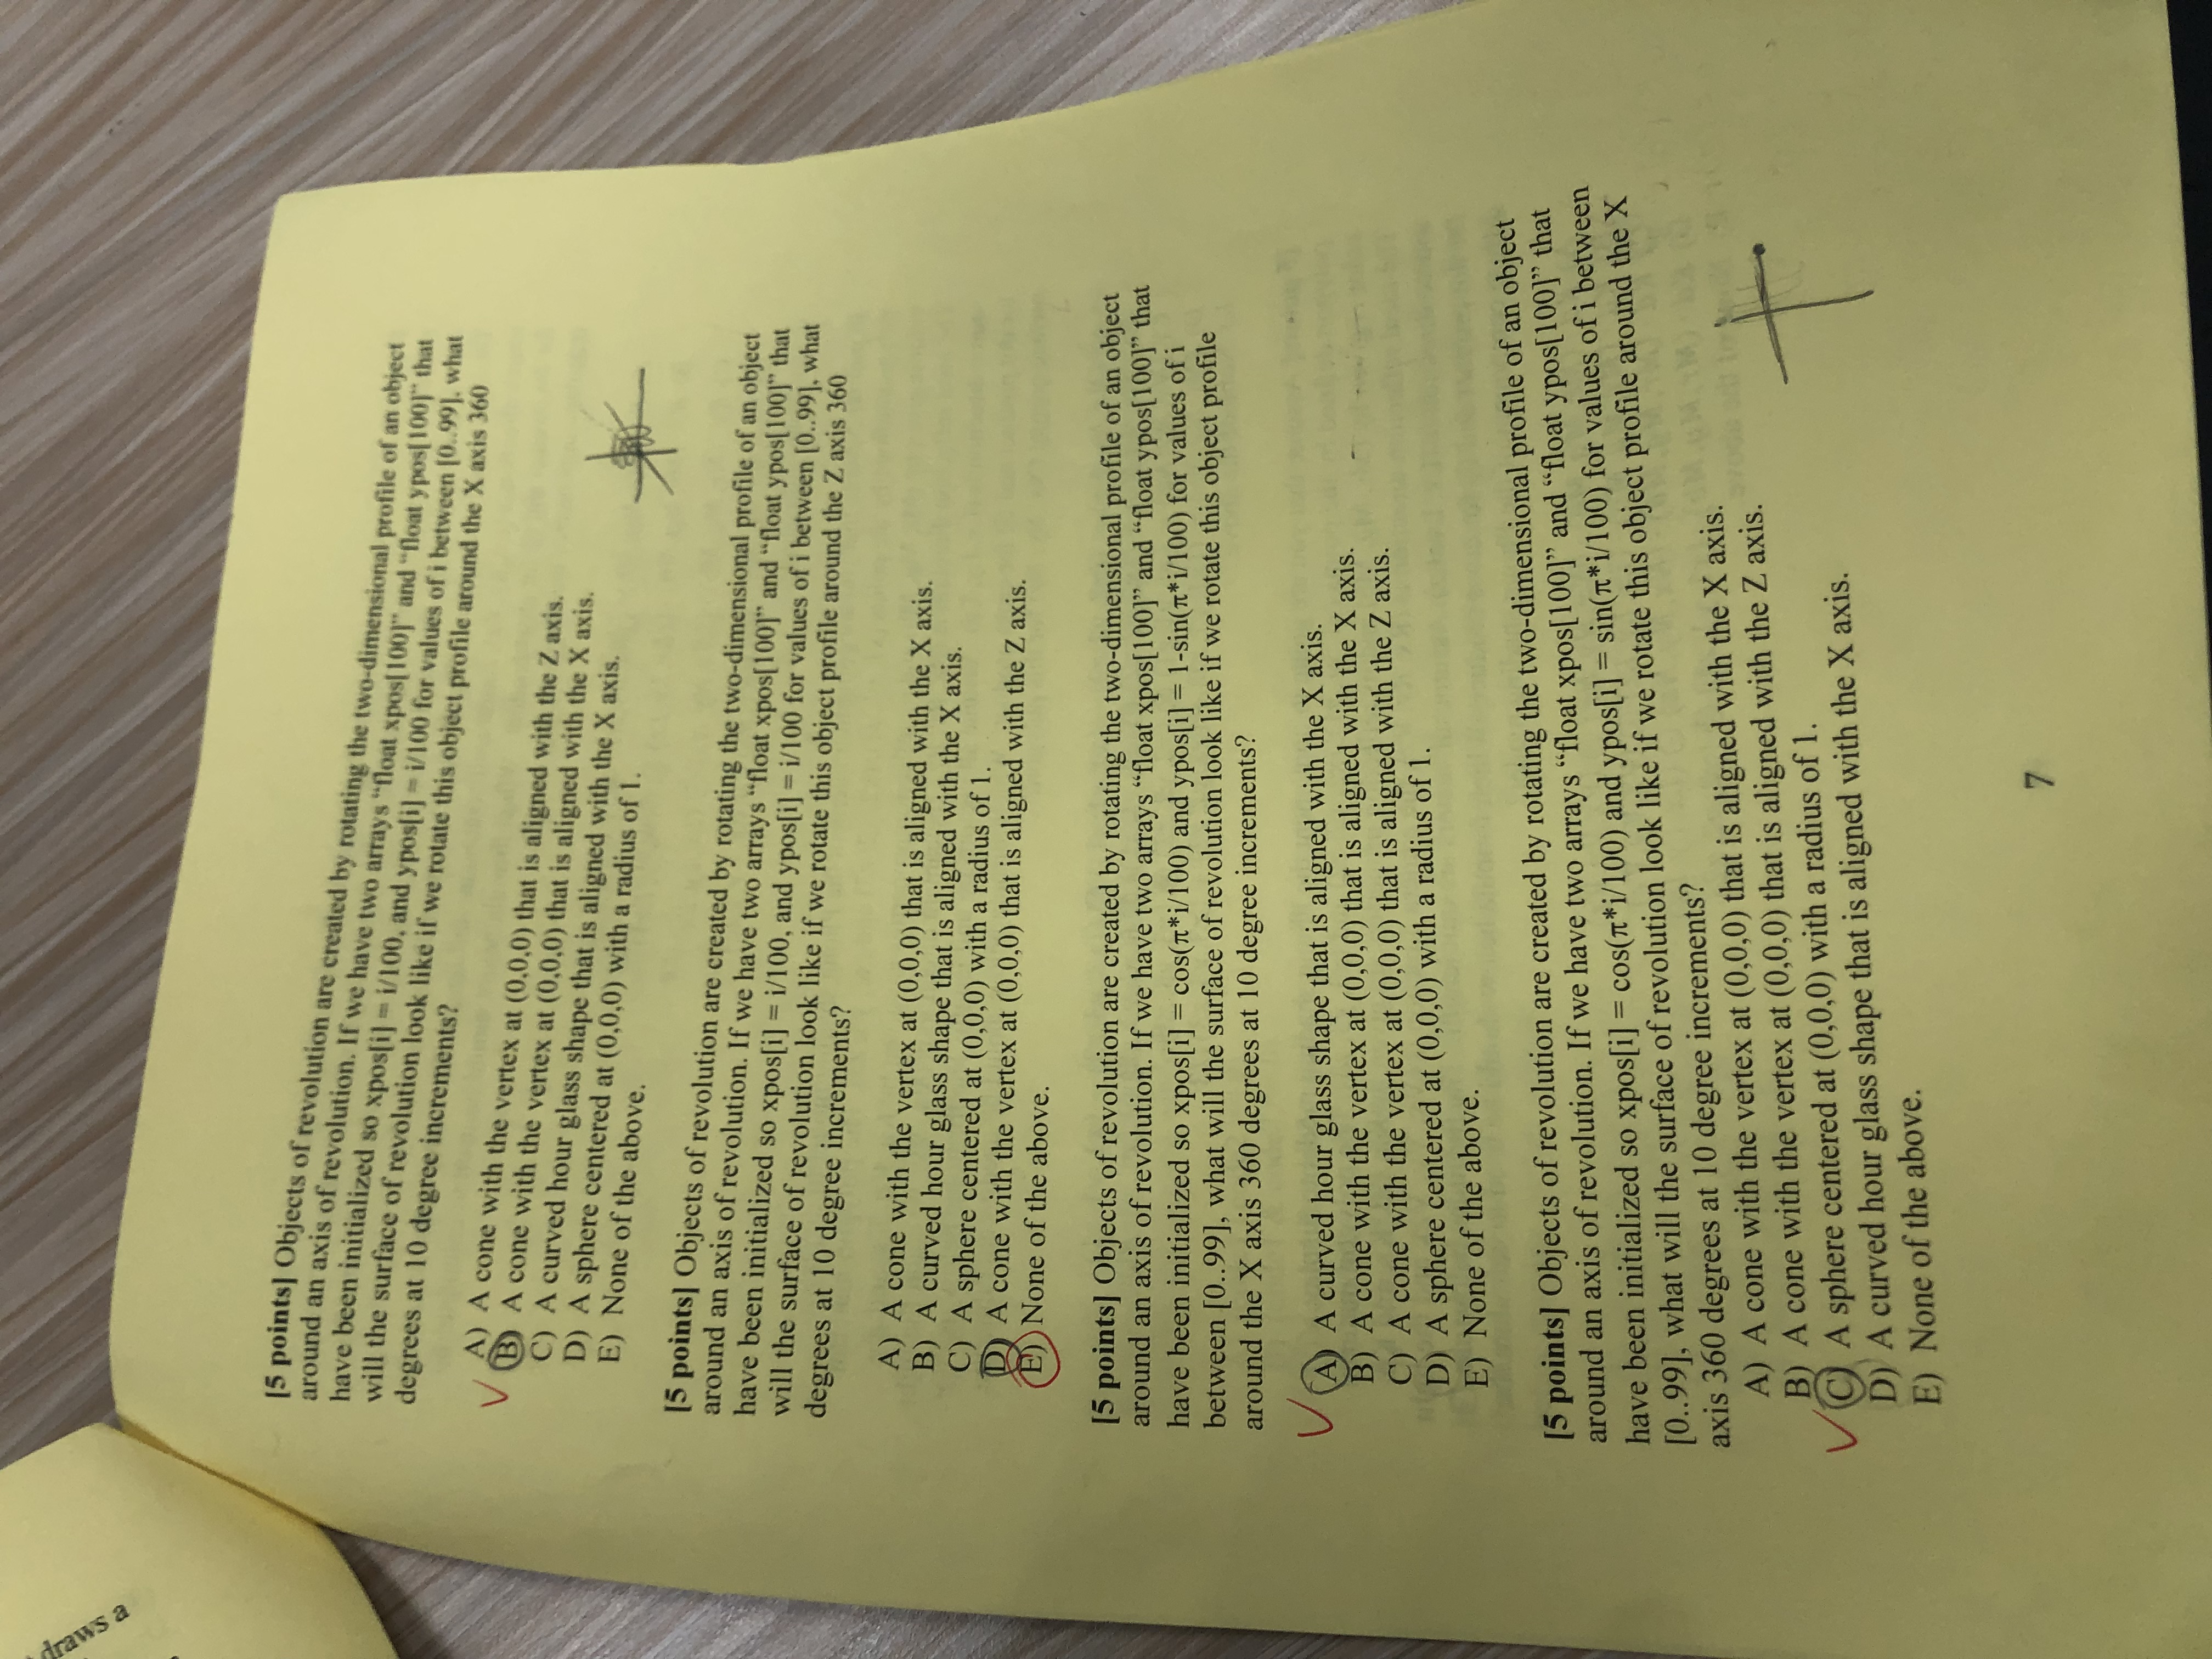 draws a
[5 points] Objects of revolution are created by rotating the two-dimensional profile of an object
around an axis of revolution. If we have two arrays “float xpos[100]” and “float ypos[100]” that
have been initialized so xpos[i] = i/100, and ypos[i] = i/100 for values of i between [0..99], what
will the surface of revolution look like if we rotate this object profile around the X axis 360
degrees at 10 degree increments?
A) A cone with the vertex at (0,0,0) that is aligned with the Z axis.
B) A cone with the vertex at (0,0,0) that is aligned with the X axis.
C) A curved hour glass shape that is aligned with the X axis.
D) A sphere centered at (0,0,0) with a radius of 1.
E) None of the above.
[5 points] Objects of revolution are created by rotating the two-dimensional profile of an object
around an axis of revolution. If we have two arrays “float xpos[100]” and “float ypos[100]” that
have been initialized so xpos[i] = i/100, and ypos[i] = i/100 for values of i between [0..99], what
will the surface of revolution look like if we rotate this object profile around the Z axis 360
degrees at 10 degree increments?
A) A cone with the vertex at (0,0,0) that is aligned with the X axis.
B) A curved hour glass shape that is aligned with the X axis.
C) A sphere centered at (0,0,0) with a radius of 1.
D) A cone with the vertex at (0,0,0) that is aligned with the Z axis.
E) None of the above.
[5 points] Objects of revolution are created by rotating the two-dimensional profile of an object
around an axis of revolution. If we have two arrays “float xpos[100]” and “float ypos[100]” that
have been initialized so xpos[i] = cos(π*i/100) and ypos[i] = 1-sin(π*i/100) for values of i
between [0..99], what will the surface of revolution look like if we rotate this object profile
around the X axis 360 degrees at 10 degree increments?
A) A curved hour glass shape that is aligned with the X axis.
B) A cone with the vertex at (0,0,0) that is aligned with the X axis.
C) A cone with the vertex at (0,0,0) that is aligned with the Z axis.
D) A sphere centered at (0,0,0) with a radius of 1.
E) None of the above.
[5 points] Objects of revolution are created by rotating the two-dimensional profile of an object
around an axis of revolution. If we have two arrays “float xpos[100]” and “float ypos[100]” that
have been initialized so xpos[i] = cos(π*i/100) and ypos[i] = sin(π*i/100) for values of i between
[0..99], what will the surface of revolution look like if we rotate this object profile around the X
axis 360 degrees at 10 degree increments?
A) A cone with the vertex at (0,0,0) that is aligned with the X axis.
B) A cone with the vertex at (0,0,0) that is aligned with the Z axis.
C) A sphere centered at (0,0,0) with a radius of 1.
D) A curved hour glass shape that is aligned with the X axis.
E) None of the above.
7